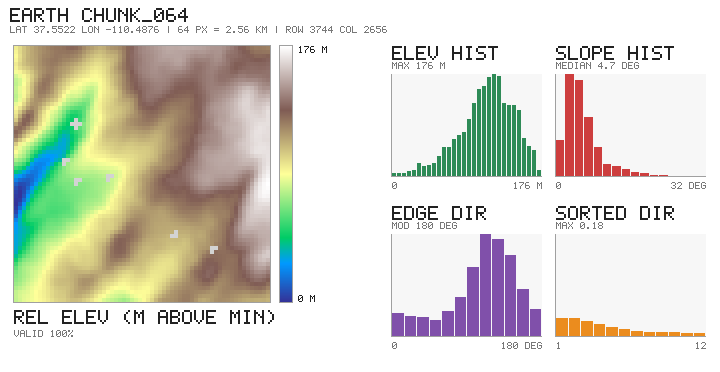 EARTH CHUNK_064
LAT 37.5522 LON -110.4876 | 64 PX = 2.56 KM | ROW 3744 COL 2656
176 M
0 M
REL ELEV (M ABOVE MIN)
VALID 100%
ELEV HIST
MAX 176 M
0 176 M
SLOPE HIST
MEDIAN 4.7 DEG
0 32 DEG
EDGE DIR
MOD 180 DEG
0 180 DEG
SORTED DIR
MAX 0.18
1 12